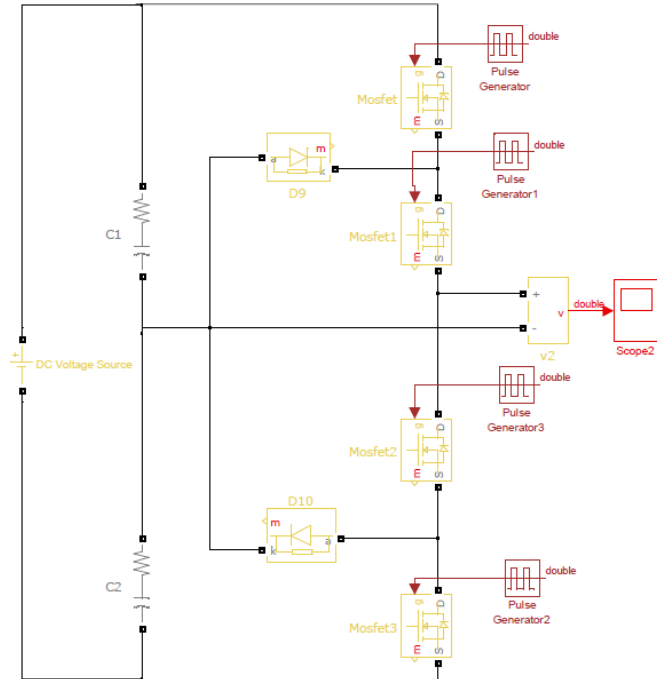 double
Pulse
Generator
Mosfet
g
D
m
S
double
Pulse
Generator1
a
m
k
D9
g
D
Mosfet1
m
S
C1
+
-
v
v2
double
Scope2
+
DC Voltage Source
double
Pulse
Generator3
g
D
Mosfet2
m
S
D10
m
k
a
double
Pulse
Generator2
C2
g
D
Mosfet3
m
S